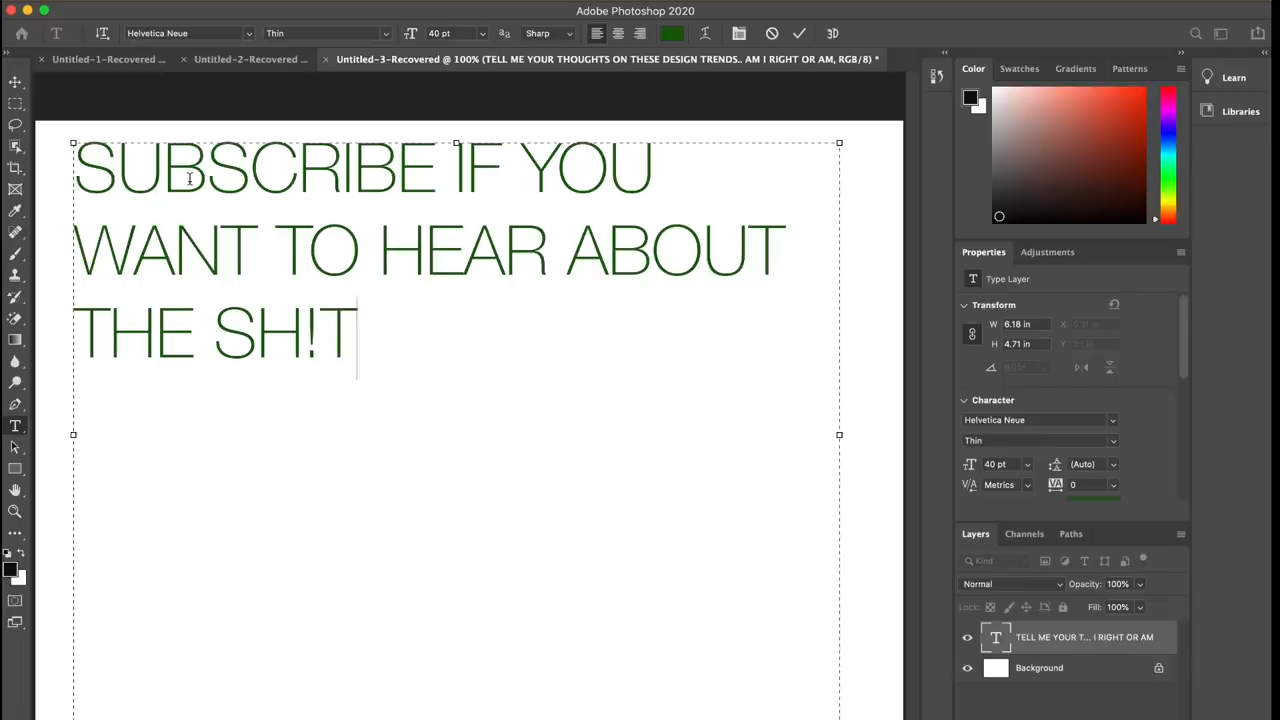 Adobe Photoshop 2020
Helvetica Neue
Thin
40 pt
Sharp
3D
Untitled-1-Recovered ...
Untitled-2-Recovered ...
Untitled-3-Recovered @ 100% (TELL ME YOUR THOUGHTS ON THESE DESIGN TRENDS.. AM I RIGHT OR AM, RGB/8) *
SUBSCRIBE IF YOU
WANT TO HEAR ABOUT
THE SH!T
Color
Swatches
Gradients
Patterns
Learn
Libraries
Properties
Adjustments
Type Layer
Transform
W 6.18 in
X
H 4.71 in
Y
Character
Helvetica Neue
Thin
40 pt
(Auto)
Metrics
0
Layers
Channels
Paths
Kind
Normal
Opacity: 100%
Lock:
Fill: 100%
TELL ME YOUR T... I RIGHT OR AM
Background